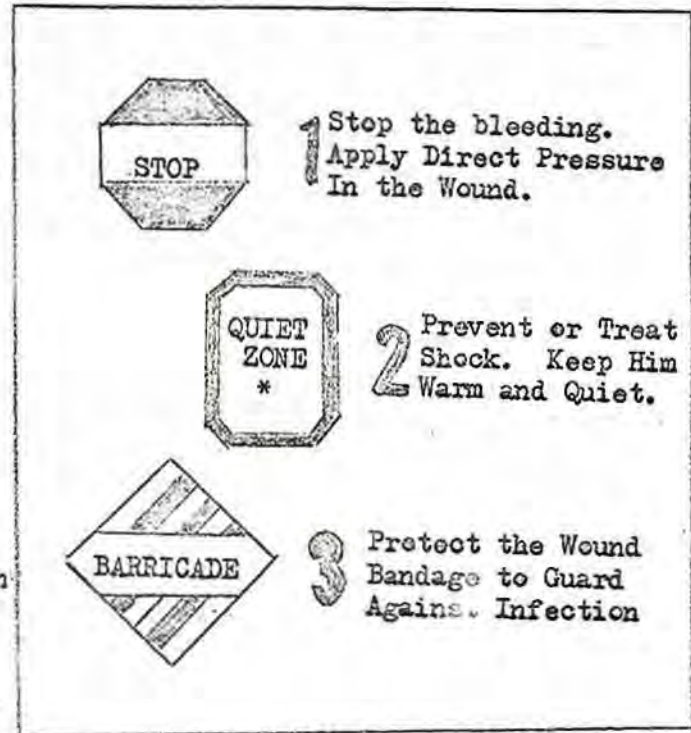 STOP
1 Stop the bleeding.
Apply Direct Pressure
In the Wound.
QUIET
ZONE
*
2 Prevent or Treat
Shock. Keep Him
Warm and Quiet.
BARRICADE
3 Protect the Wound
Bandage to Guard
Infection